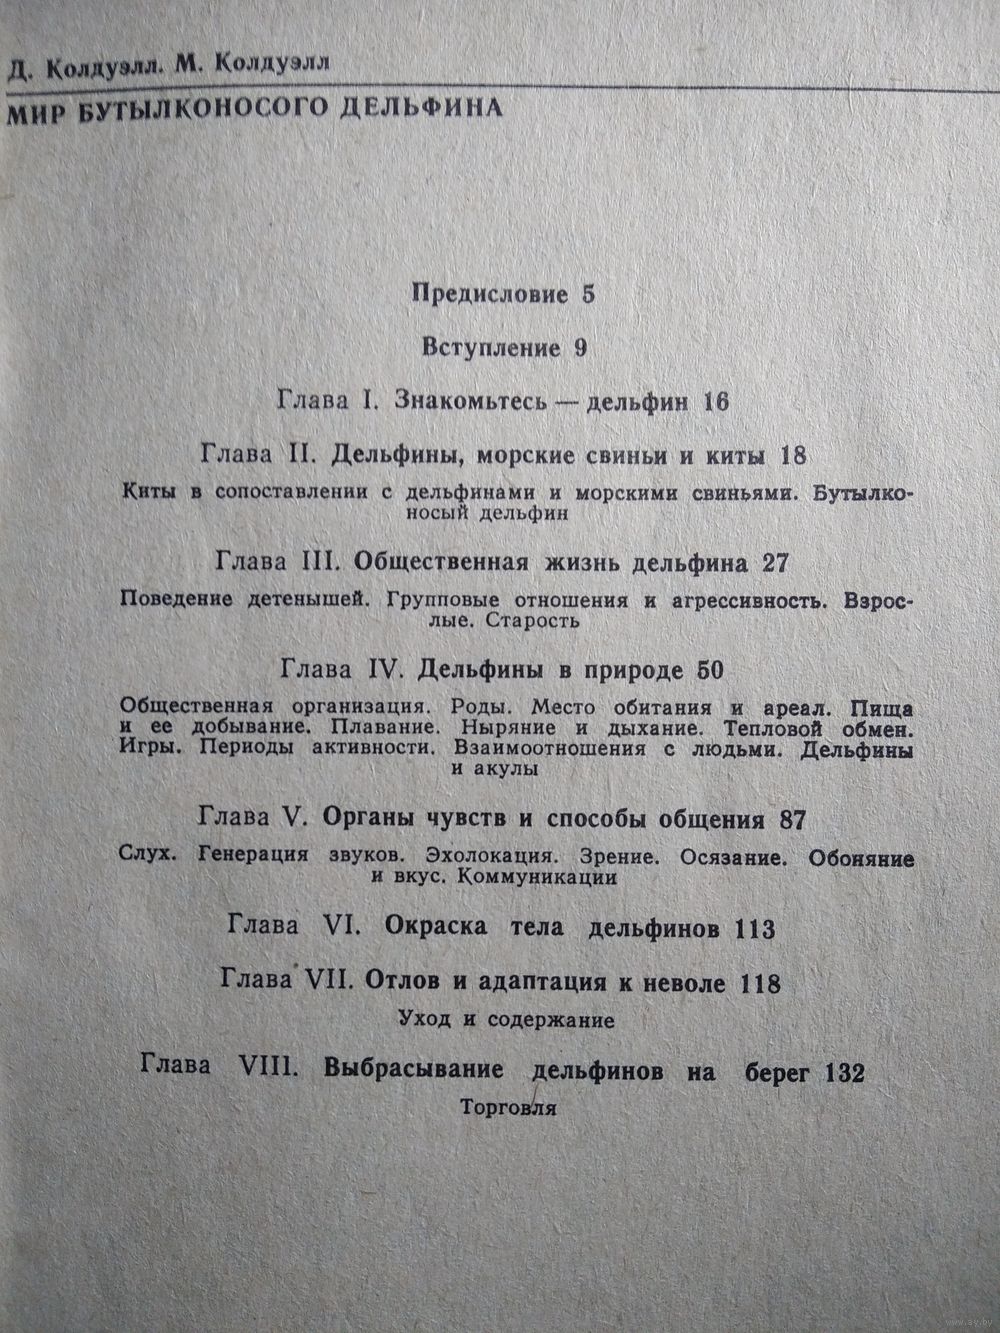 Д. Колдуэлл. М. Колдуэлл
МИР БУТЫЛКОНОСОГО ДЕЛЬФИНА
Предисловие 5
Вступление 9
Глава I. Знакомьтесь — дельфин 16
Глава II. Дельфины, морские свиньи и киты 18
Киты в сопоставлении с дельфинами и морскими свиньями. Бутылко-
носый дельфин
Глава III. Общественная жизнь дельфина 27
Поведение детенышей. Групповые отношения и агрессивность. Взрос-
лые. Старость
Глава IV. Дельфины в природе 50
Общественная организация. Роды. Место обитания и ареал. Пища
и ее добывание. Плавание. Ныряние и дыхание. Тепловой обмен.
Игры. Периоды активности. Взаимоотношения с людьми. Дельфины
и акулы
Глава V. Органы чувств и способы общения 87
Слух. Генерация звуков. Эхолокация. Зрение. Осязание. Обоняние
и вкус. Коммуникации
Глава VI. Окраска тела дельфинов 113
Глава VII. Отлов и адаптация к неволе 118
Уход и содержание
Глава VIII. Выбрасывание дельфинов на берег 132
Торговля
www.ay.by